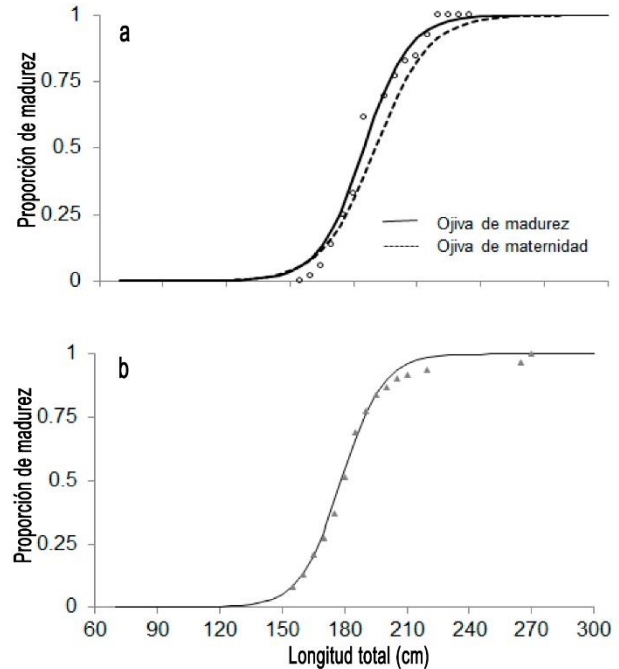 a
Proporción de madurez
1
0.75
0.5
0.25
0
Ojiva de madurez
Ojiva de maternidad
b
Proporción de madurez
1
0.75
0.5
0.25
0
60 90 120 150 180 210 240 270 300
Longitud total (cm)